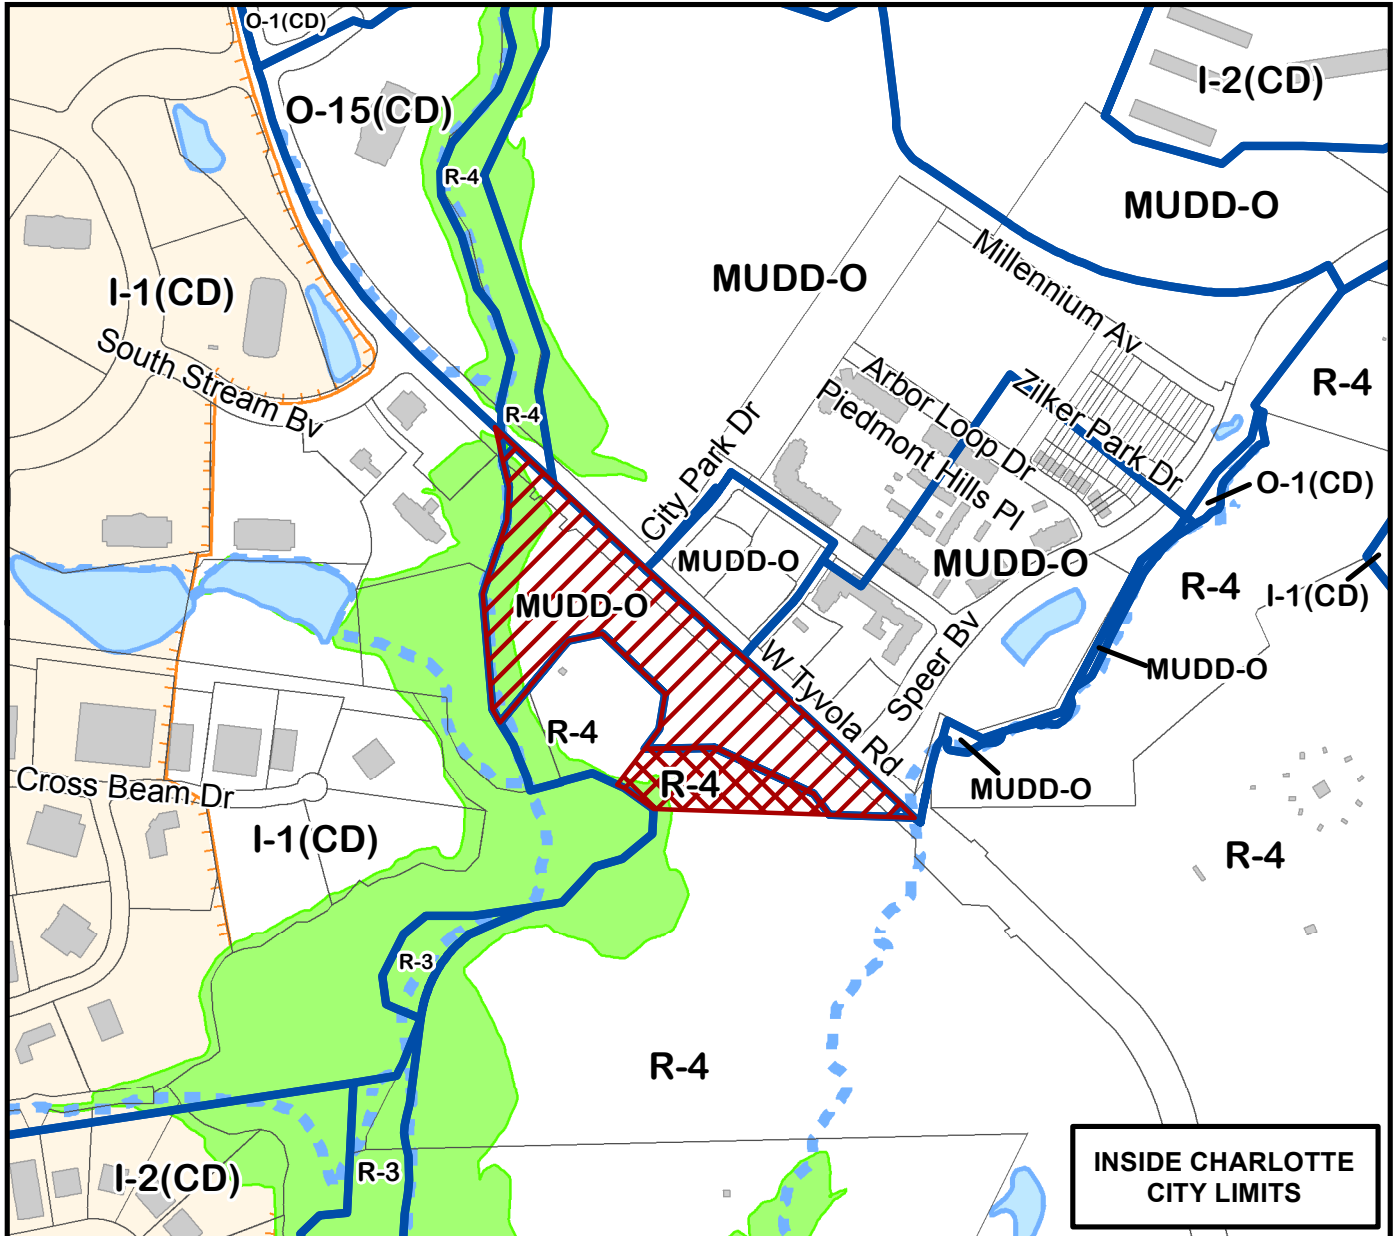 O-1(CD)
I-2(CD)
O-15(CD)
R-4
MUDD-O
Millennium Av
MUDD-O
I-1(CD)
South Stream Bv
Arbor Loop Dr
Zilker Park Dr
R-4
Piedmont Hills Pl
R-4
City Park Dr
O-1(CD)
MUDD-O
MUDD-O
R-4
I-1(CD)
MUDD-O
W Tyvola Rd
Speer Bv
MUDD-O
R-4
Cross Beam Dr
R-4
MUDD-O
I-1(CD)
R-4
R-3
R-4
I-2(CD)
R-3
INSIDE CHARLOTTE
CITY LIMITS